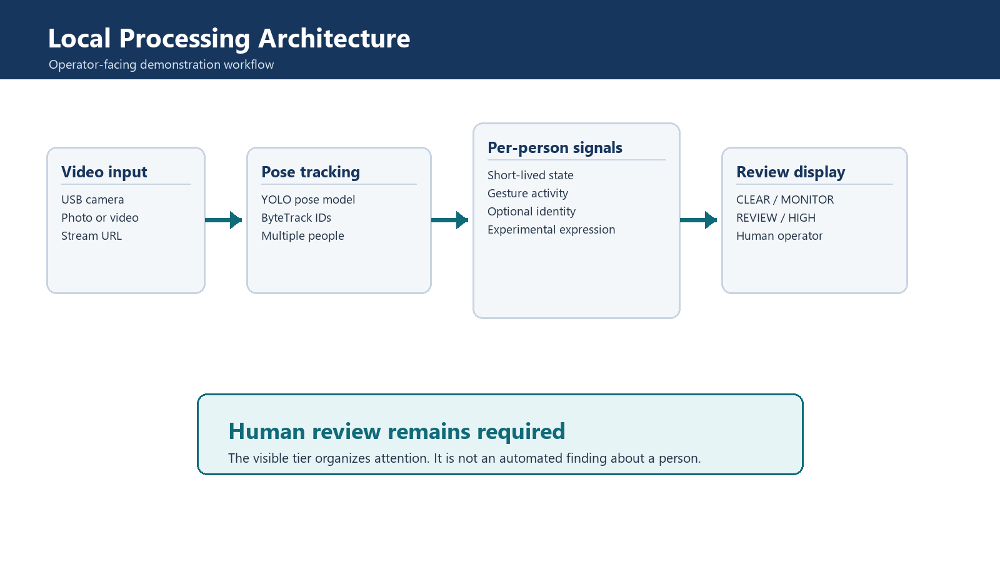 Local Processing Architecture
Operator-facing demonstration workflow
Video input
USB camera
Photo or video
Stream URL
Pose tracking
YOLO pose model
ByteTrack IDs
Multiple people
Per-person signals
Short-lived state
Gesture activity
Optional identity
Experimental expression
Review display
CLEAR / MONITOR
REVIEW / HIGH
Human operator
Human review remains required
The visible tier organizes attention. It is not an automated finding about a person.